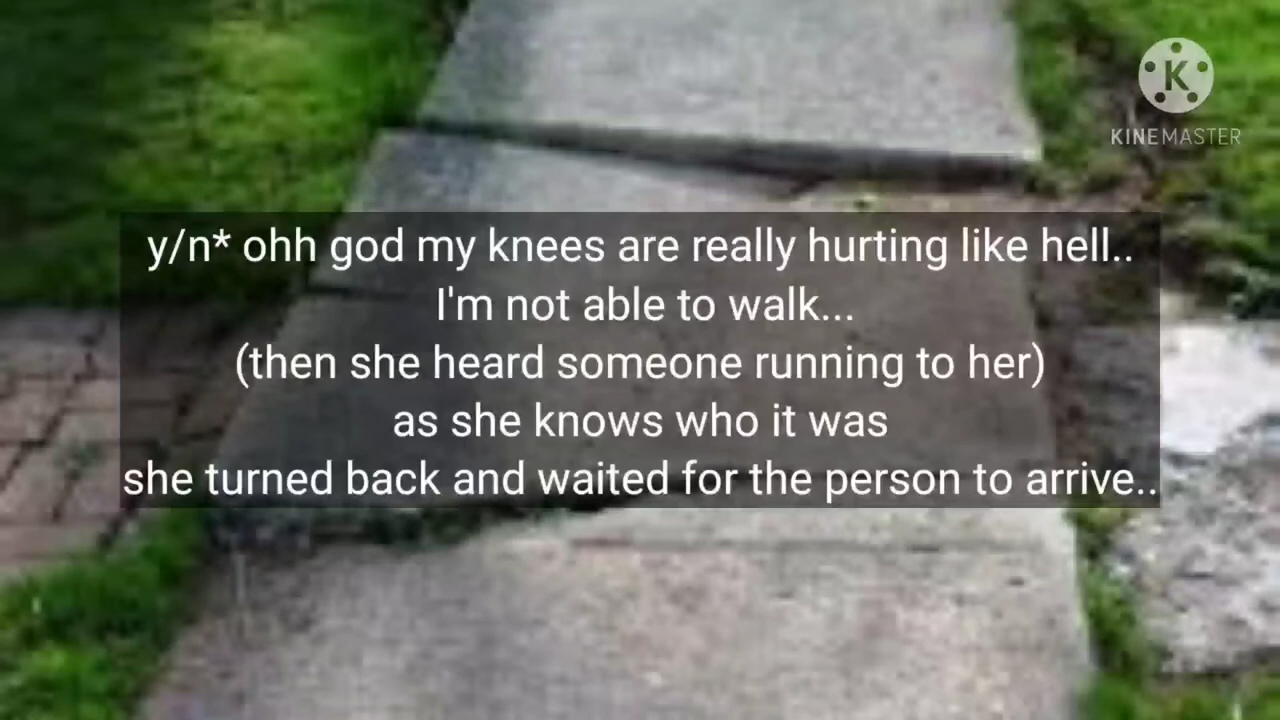 K
KINEMASTER
y/n* ohh god my knees are really hurting like hell..
I'm not able to walk...
(then she heard someone running to her)
as she knows who it was
she turned back and waited for the person to arrive..